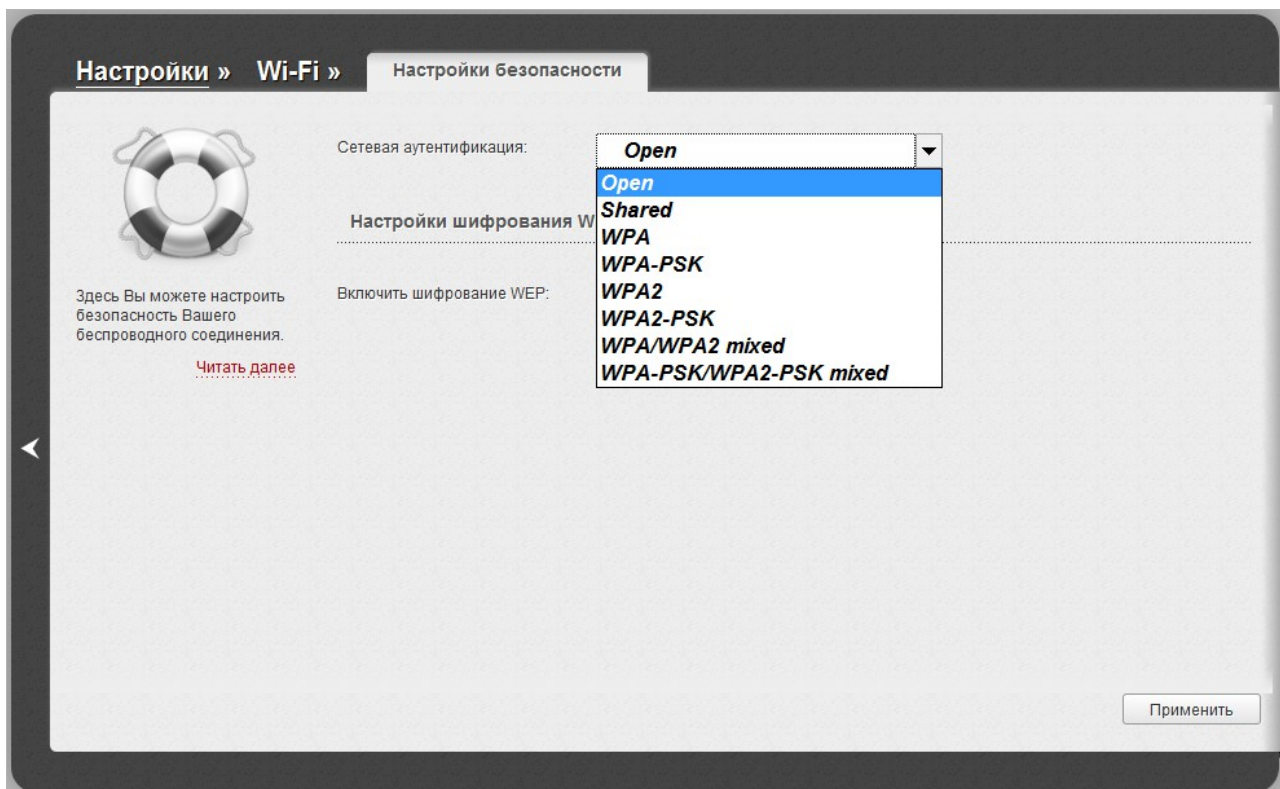 Настройки » Wi-Fi » Настройки безопасности
Сетевая аутентификация: Open
Open
Shared
WPA
WPA-PSK
WPA2
WPA2-PSK
WPA/WPA2 mixed
WPA-PSK/WPA2-PSK mixed
Настройки шифрования W
Включить шифрование WEP:
Здесь Вы можете настроить
безопасность Вашего
беспроводного соединения.
Читать далее
Применить